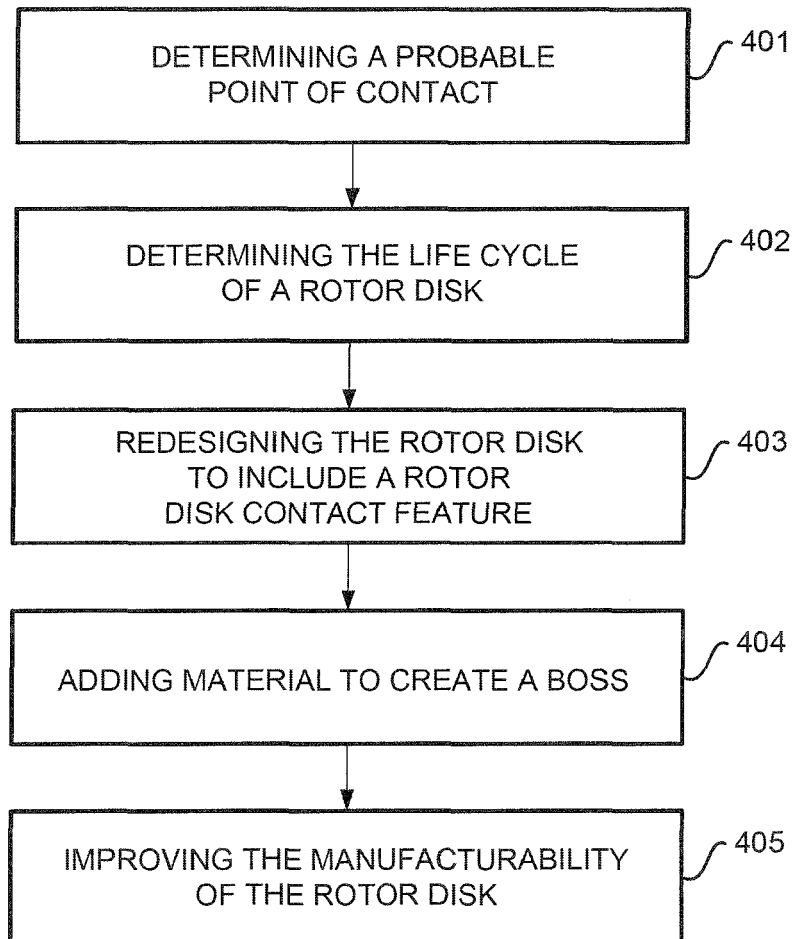 DETERMINING A PROBABLE
POINT OF CONTACT
401
DETERMINING THE LIFE CYCLE
OF A ROTOR DISK
402
REDESIGNING THE ROTOR DISK
TO INCLUDE A ROTOR
DISK CONTACT FEATURE
403
ADDING MATERIAL TO CREATE A BOSS
404
IMPROVING THE MANUFACTURABILITY
OF THE ROTOR DISK
405